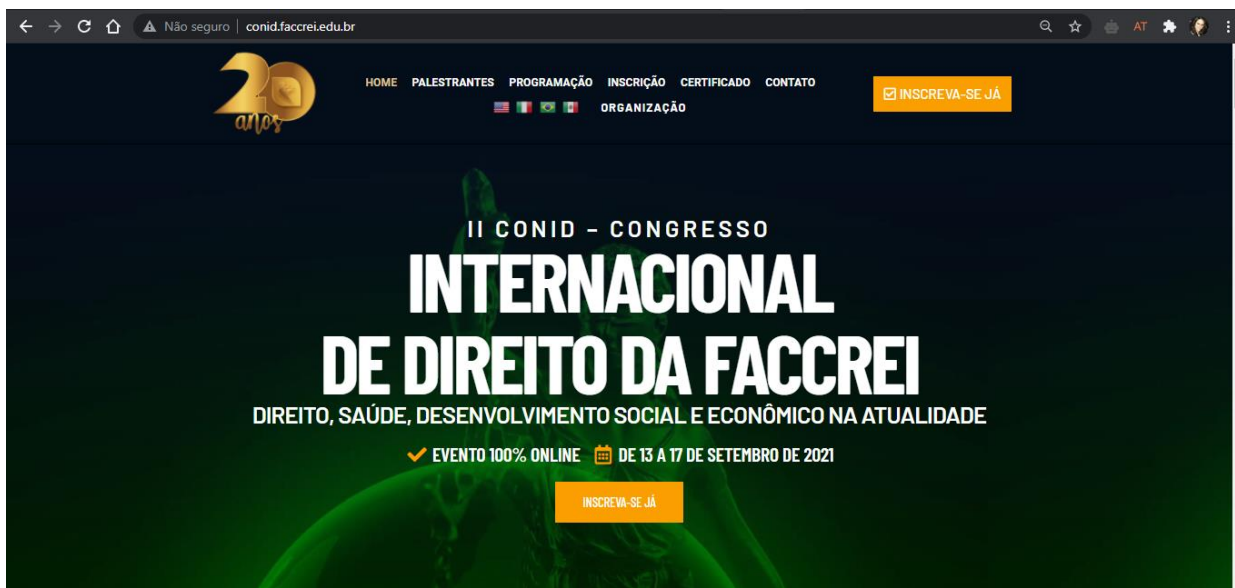 Não seguro | conid.faccrei.edu.br
AT
20
anos
HOME PALESTRANTES PROGRAMAÇÃO INSCRIÇÃO CERTIFICADO CONTATO
ORGANIZAÇÃO
INSCREVA-SE JÁ
II CONID – CONGRESSO
INTERNACIONAL
DE DIREITO DA FACCREI
DIREITO, SAÚDE, DESENVOLVIMENTO SOCIAL E ECONÔMICO NA ATUALIDADE
EVENTO 100% ONLINE DE 13 A 17 DE SETEMBRO DE 2021
INSCREVA-SE JÁ